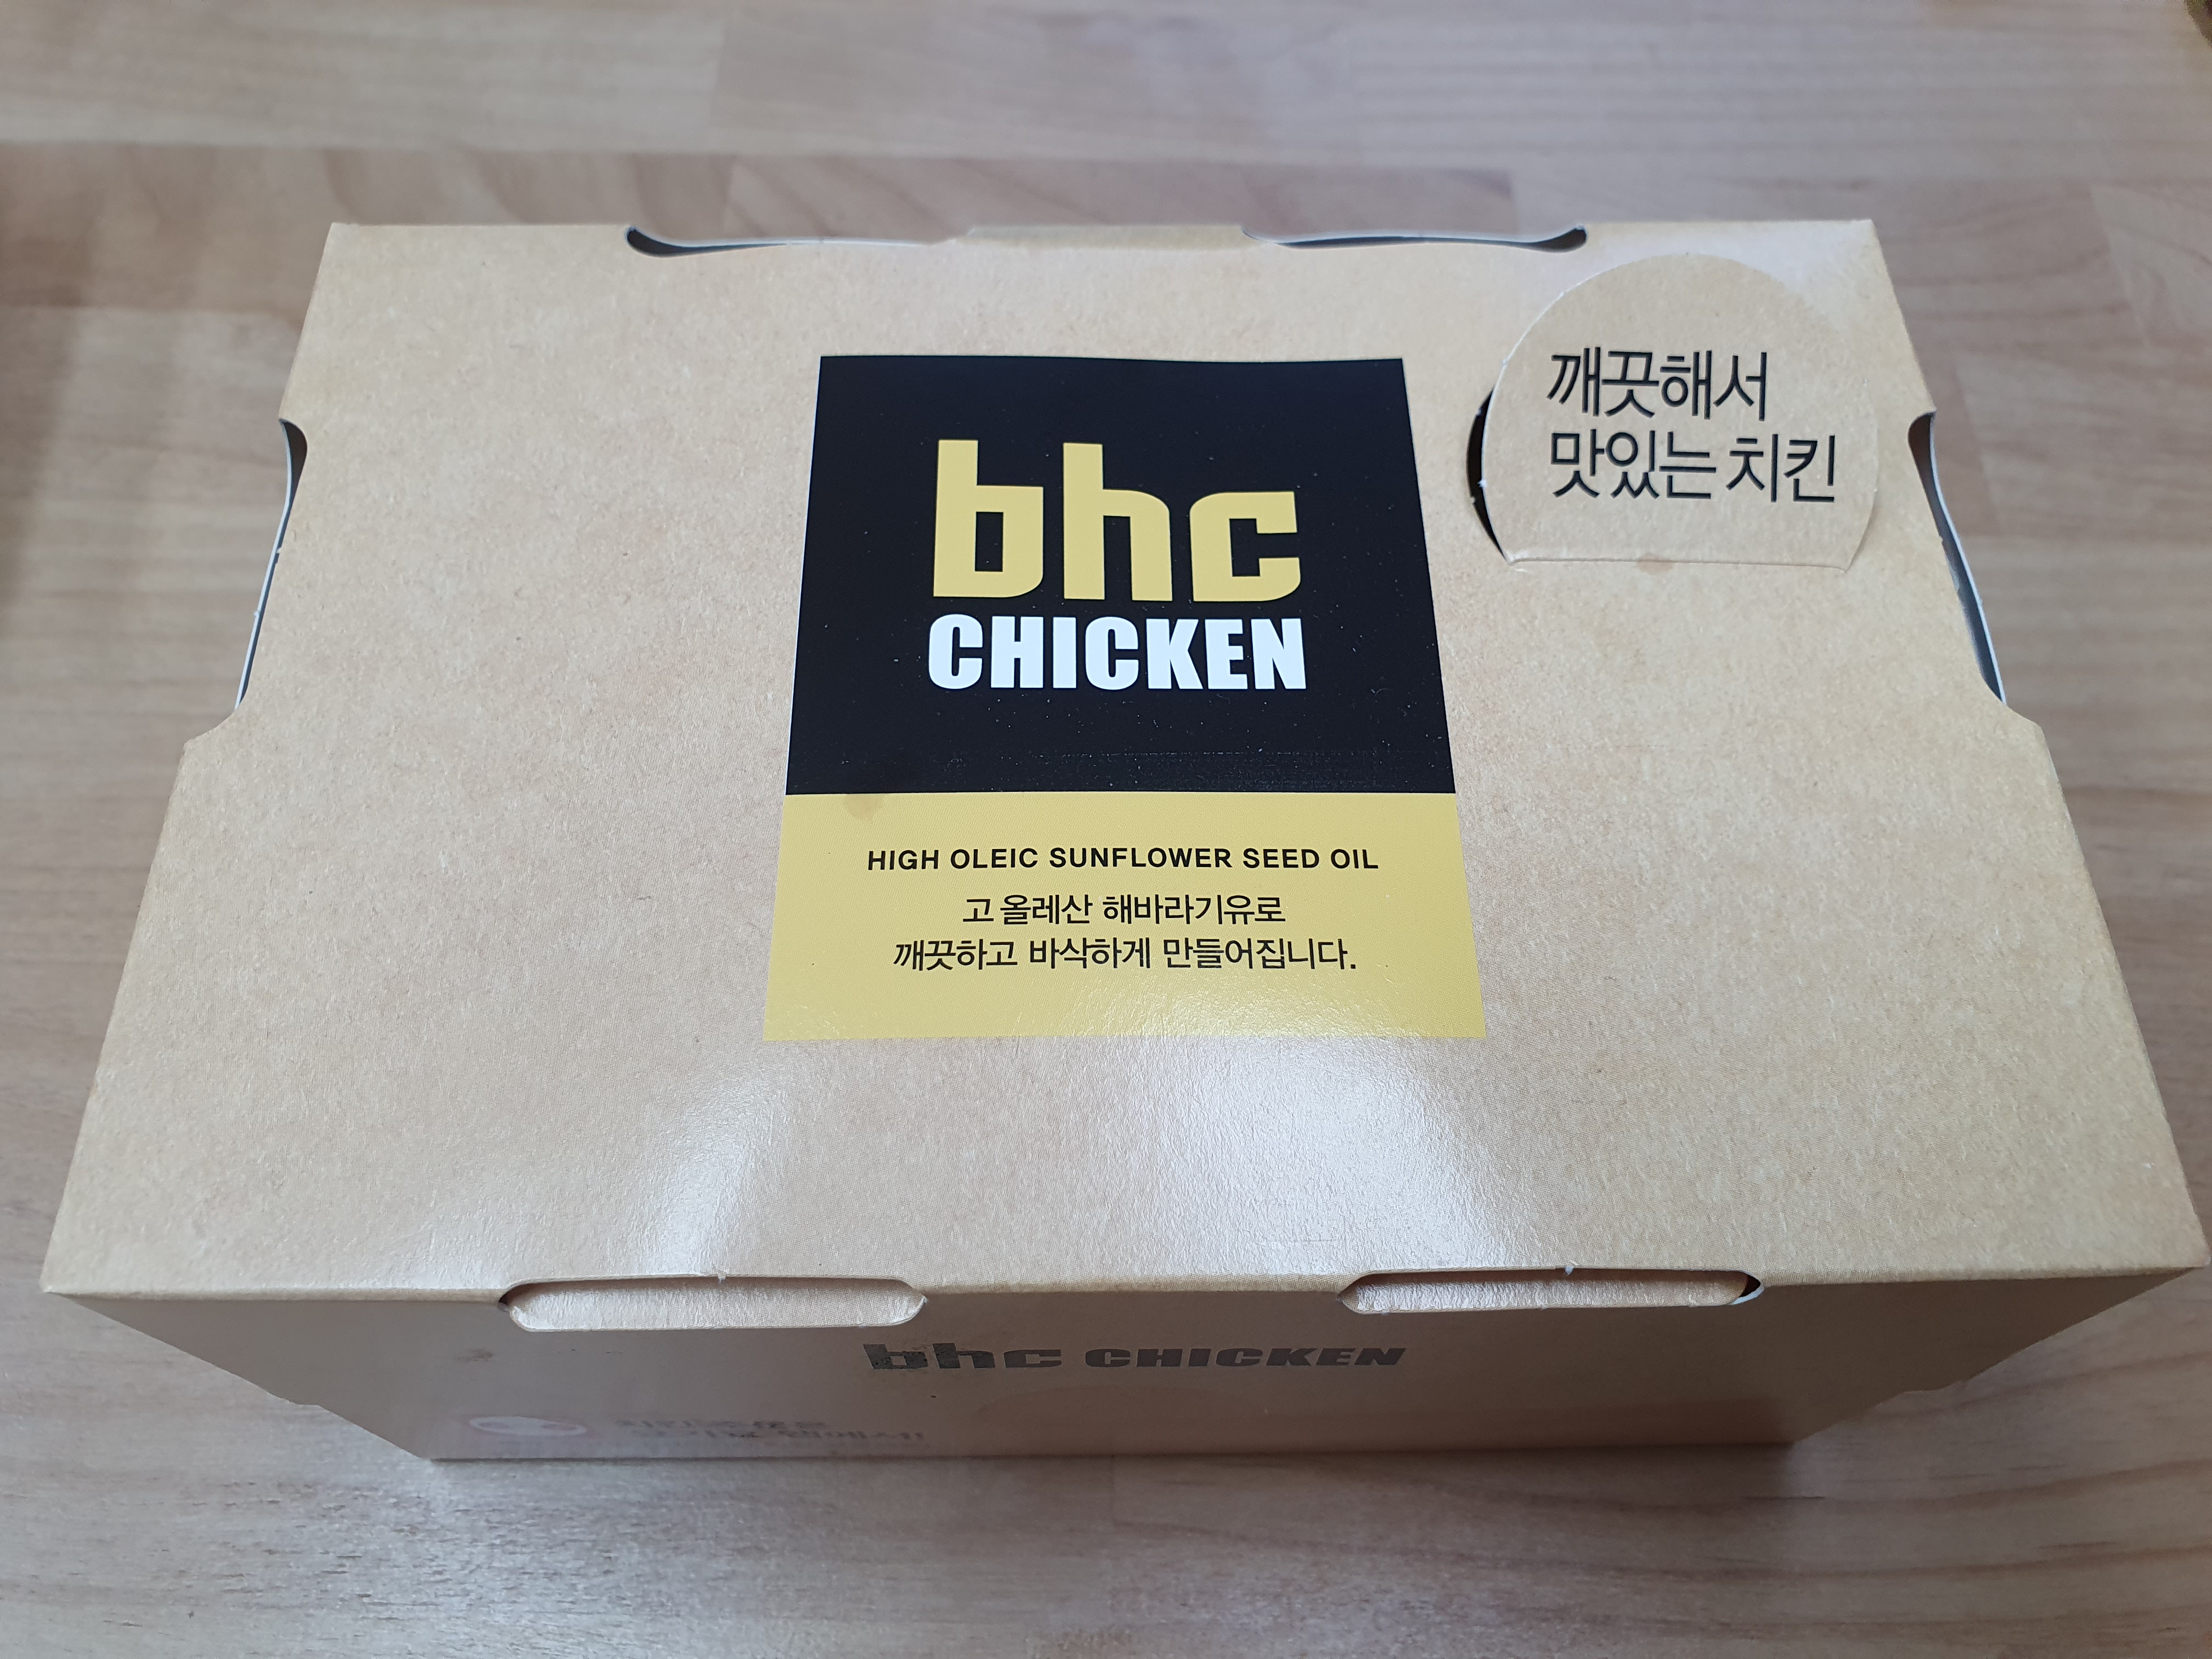 깨끗해서
맛있는 치킨
bhc
CHICKEN
HIGH OLEIC SUNFLOWER SEED OIL
고 올레산 해바라기유로
깨끗하고 바삭하게 만들어집니다.
bhc CHICKEN